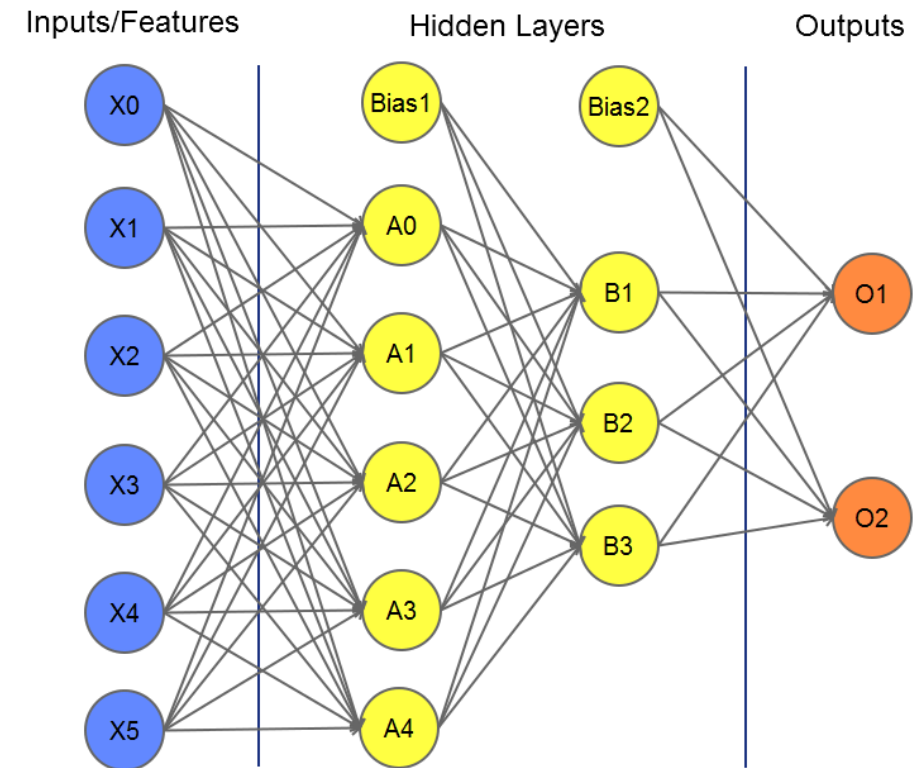 Inputs/Features
Hidden Layers
Outputs
X0
X1
X2
X3
X4
X5
Bias1
A0
A1
A2
A3
A4
Bias2
B1
B2
B3
O1
O2